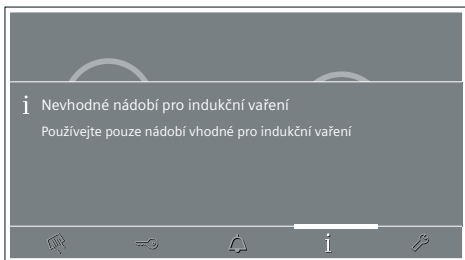 i Nevhodné nádobí pro indukční vaření
Používejte pouze nádobí vhodné pro indukční vaření
i